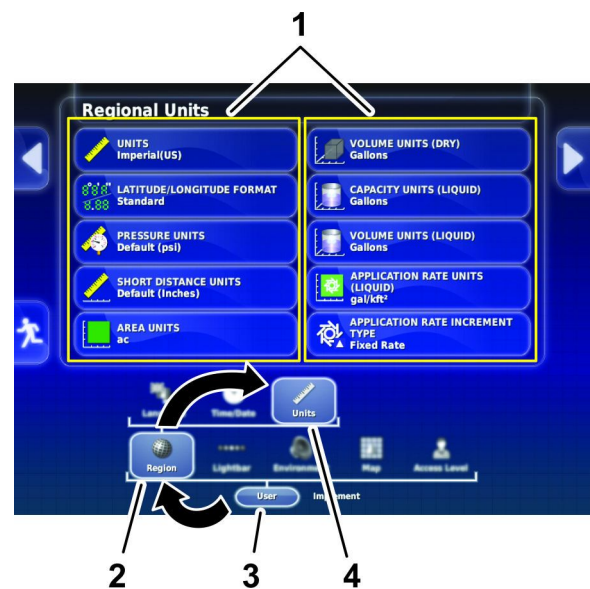 1
Regional Units
UNITS
Imperial(US)
LATITUDE/LONGITUDE FORMAT
Standard
PRESSURE UNITS
Default (psi)
SHORT DISTANCE UNITS
Default (Inches)
AREA UNITS
ac
VOLUME UNITS (DRY)
Gallons
CAPACITY UNITS (LIQUID)
Gallons
VOLUME UNITS (LIQUID)
Gallons
APPLICATION RATE UNITS
(LIQUID)
gal/kft²
APPLICATION RATE INCREMENT
TYPE
Fixed Rate
Time/Date
Units
Region
Lightbar
Map
Access Level
User
2
3
4